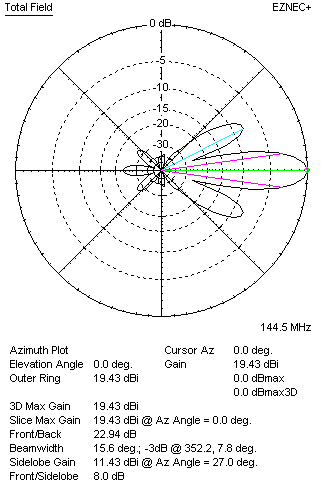 Total Field EZNEC+
0 dB
-5
-10
-15
-20
-30
144.5 MHz
Azimuth Plot Cursor Az 0.0 deg.
Elevation Angle 0.0 deg. Gain 19.43 dBi
Outer Ring 19.43 dBi 0.0 dBmax
0.0 dBmax3D
3D Max Gain 19.43 dBi
Slice Max Gain 19.43 dBi @ Az Angle = 0.0 deg.
Front/Back 22.94 dB
Beamwidth 15.6 deg.; -3dB @ 352.2, 7.8 deg.
Sidelobe Gain 11.43 dBi @ Az Angle = 27.0 deg.
Front/Sidelobe 8.0 dB